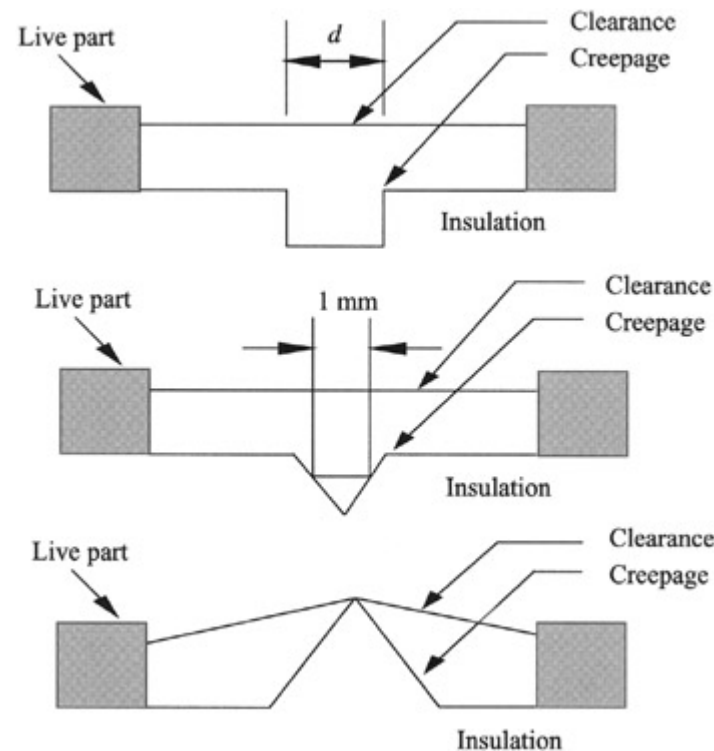 Live part
d
Clearance
Creepage
Insulation
Live part
1 mm
Clearance
Creepage
Insulation
Live part
Clearance
Creepage
Insulation